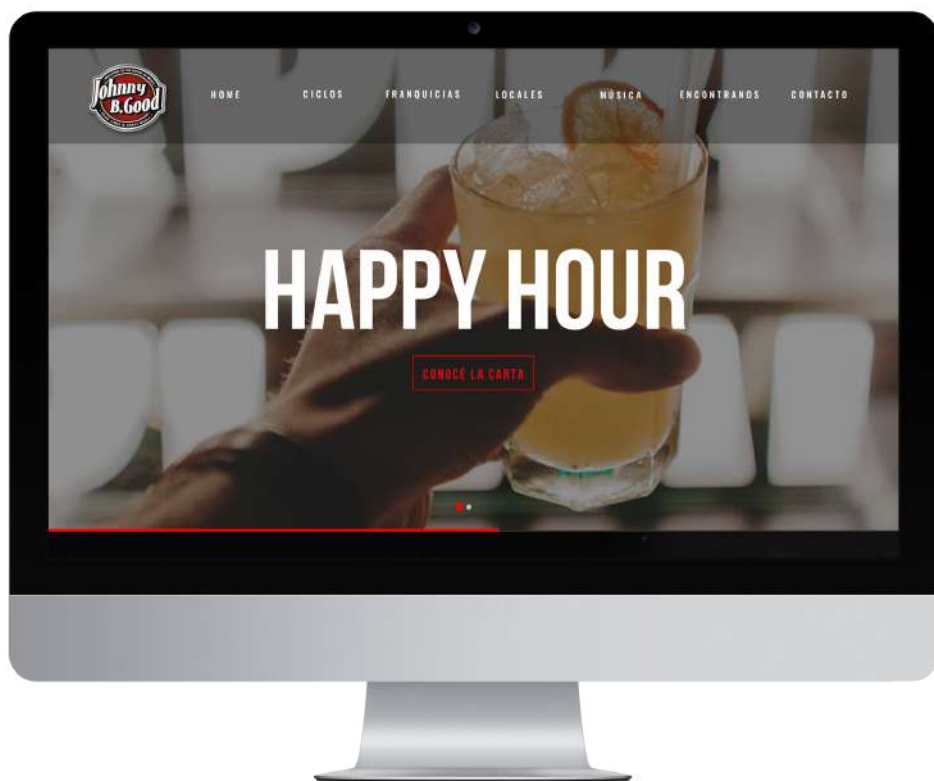 Johnny
B.Good
HOME CICLOS FRANQUICIAS LOCALES MÚSICA ENCONTRANOS CONTACTO
HAPPY HOUR
CONOCÉ LA CARTA